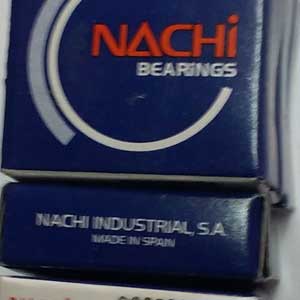 NACHi
BEARiNGS
NACHI INDUSTRIAL, S.A.
MADE IN SPAIN